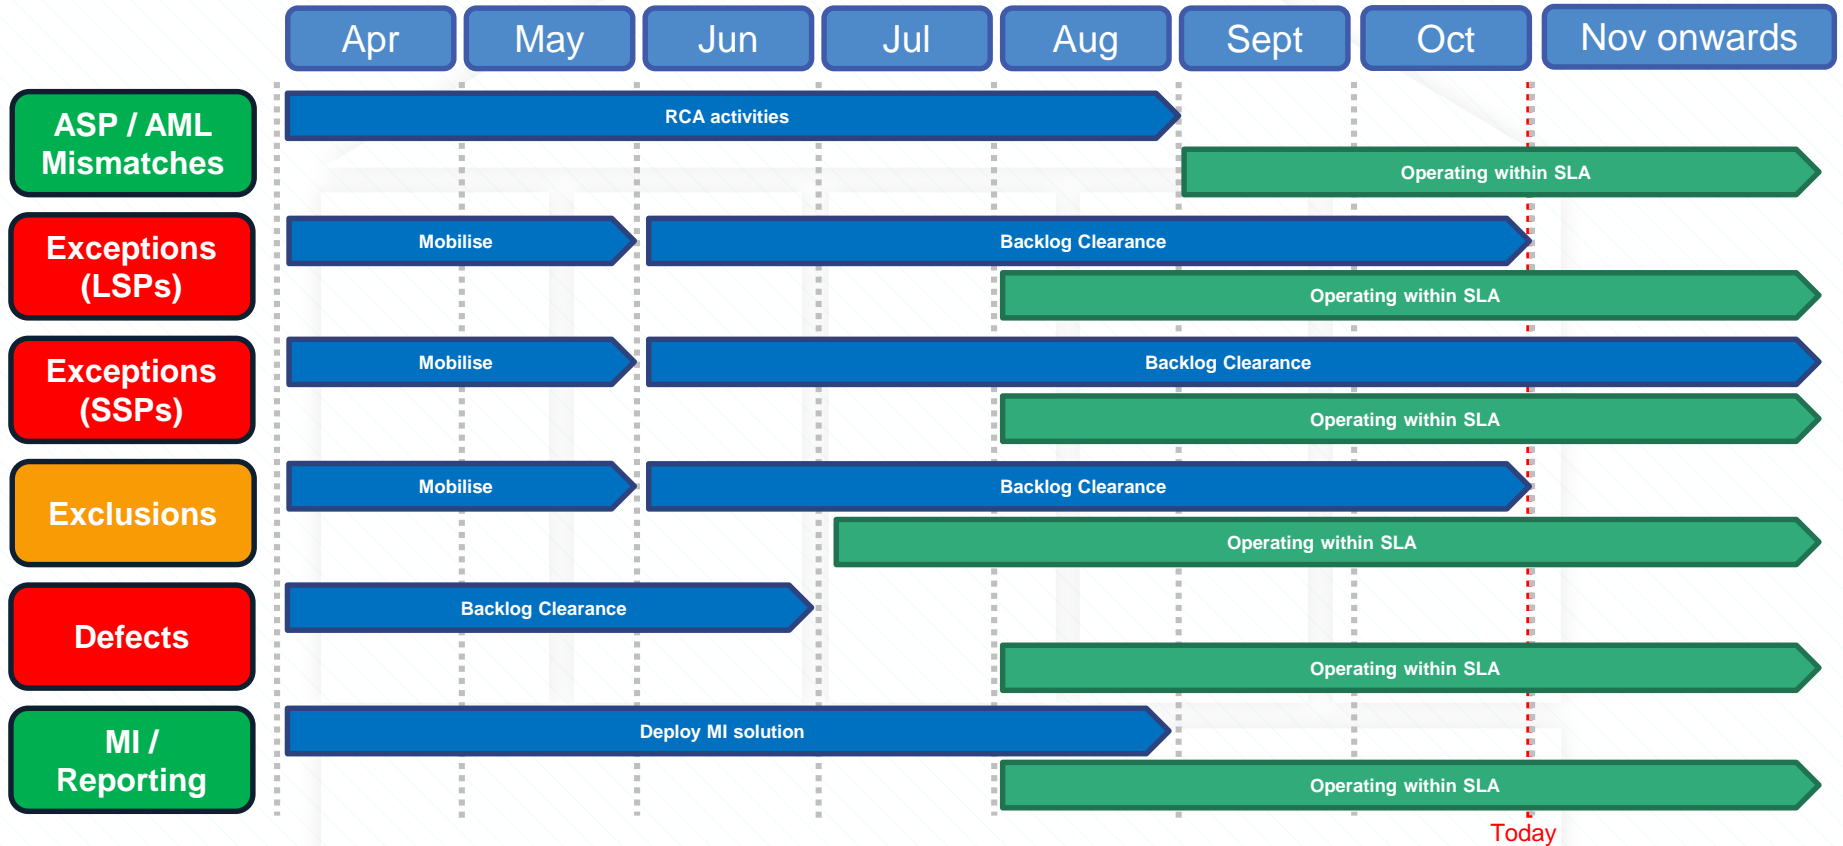 Apr May Jun Jul Aug Sept Oct Nov onwards
ASP / AML
Mismatches
RCA activities
Operating within SLA
Exceptions
(LSPs)
Mobilise Backlog Clearance
Operating within SLA
Exceptions
(SSPs)
Mobilise Backlog Clearance
Operating within SLA
Exclusions
Mobilise Backlog Clearance
Operating within SLA
Defects
Backlog Clearance
Operating within SLA
MI /
Reporting
Deploy MI solution
Operating within SLA
Today